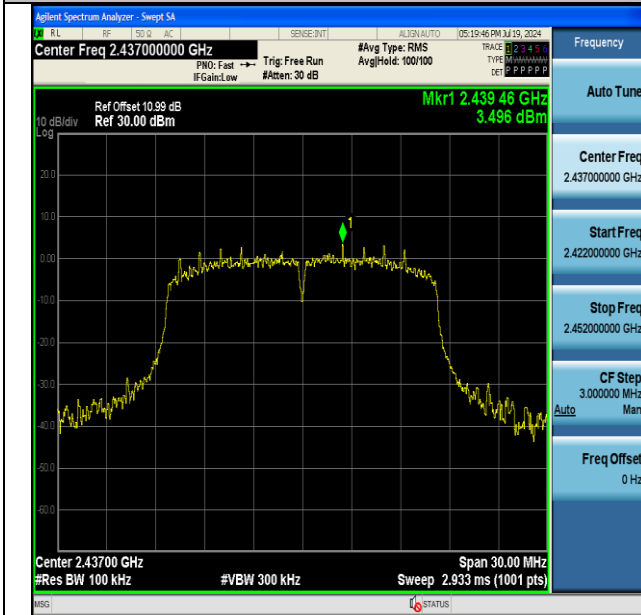 Agilent Spectrum Analyzer - Swept SA
RL RF 50 Ω AC SENSE:INT ALIGN AUTO 05:19:46 PM Jul 19, 2024
Center Freq 2.437000000 GHz
PNO: Fast
IFGain:Low
Trig: Free Run
#Atten: 30 dB
#Avg Type: RMS
Avg|Hold: 100/100
TRACE 1 2 3 4 5 6
TYPE M W W W W W
DET P P P P P P
Mkr1 2.439 46 GHz
3.496 dBm
Ref Offset 10.99 dB
Ref 30.00 dBm
10 dB/div
Log
20.0
10.0
0.00
-10.0
-20.0
-30.0
-40.0
-50.0
-60.0
1
Center 2.43700 GHz
Span 30.00 MHz
#Res BW 100 kHz
#VBW 300 kHz
Sweep 2.933 ms (1001 pts)
MSG
STATUS
Frequency
Auto Tune
Center Freq
2.437000000 GHz
Start Freq
2.422000000 GHz
Stop Freq
2.452000000 GHz
CF Step
3.000000 MHz
Auto Man
Freq Offset
0 Hz